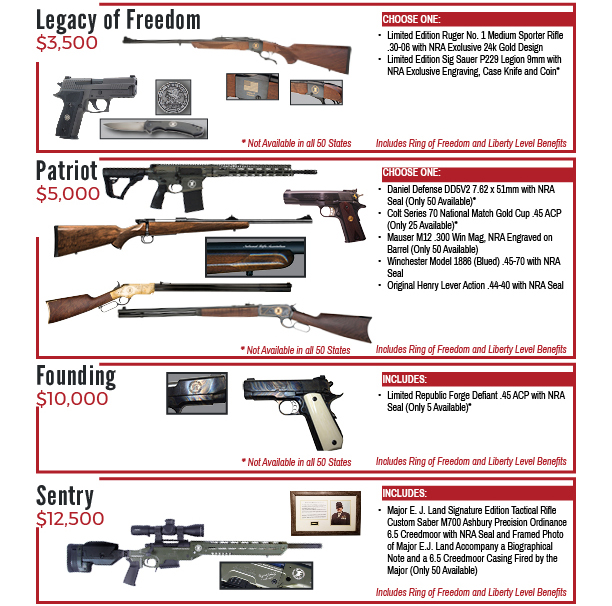 Legacy of Freedom
$3,500
CHOOSE ONE:
• Limited Edition Ruger No. 1 Medium Sporter Rifle
.30-06 with NRA Exclusive 24k Gold Design
• Limited Edition Sig Sauer P229 Legion 9mm with
NRA Exclusive Engraving, Case Knife and Coin*
* Not Available in all 50 States
Includes Ring of Freedom and Liberty Level Benefits
Patriot
$5,000
CHOOSE ONE:
• Daniel Defense DD5V2 7.62 x 51mm with NRA
Seal (Only 50 Available)*
• Colt Series 70 National Match Gold Cup .45 ACP
(Only 25 Available)*
• Mauser M12 .300 Win Mag, NRA Engraved on
Barrel (Only 50 Available)
• Winchester Model 1886 (Blued) .45-70 with NRA
Seal
• Original Henry Lever Action .44-40 with NRA Seal
National Rifle Association
* Not Available in all 50 States
Includes Ring of Freedom and Liberty Level Benefits
Founding
$10,000
INCLUDES:
• Limited Republic Forge Defiant .45 ACP with NRA
Seal (Only 5 Available)*
* Not Available in all 50 States
Includes Ring of Freedom and Liberty Level Benefits
Sentry
$12,500
INCLUDES:
• Major E. J. Land Signature Edition Tactical Rifle
Custom Saber M700 Ashbury Precision Ordinance
6.5 Creedmoor with NRA Seal and Framed Photo
of Major E.J. Land Accompany a Biographical
Note and a 6.5 Creedmoor Casing Fired by the
Major (Only 50 Available)
Includes Ring of Freedom and Liberty Level Benefits